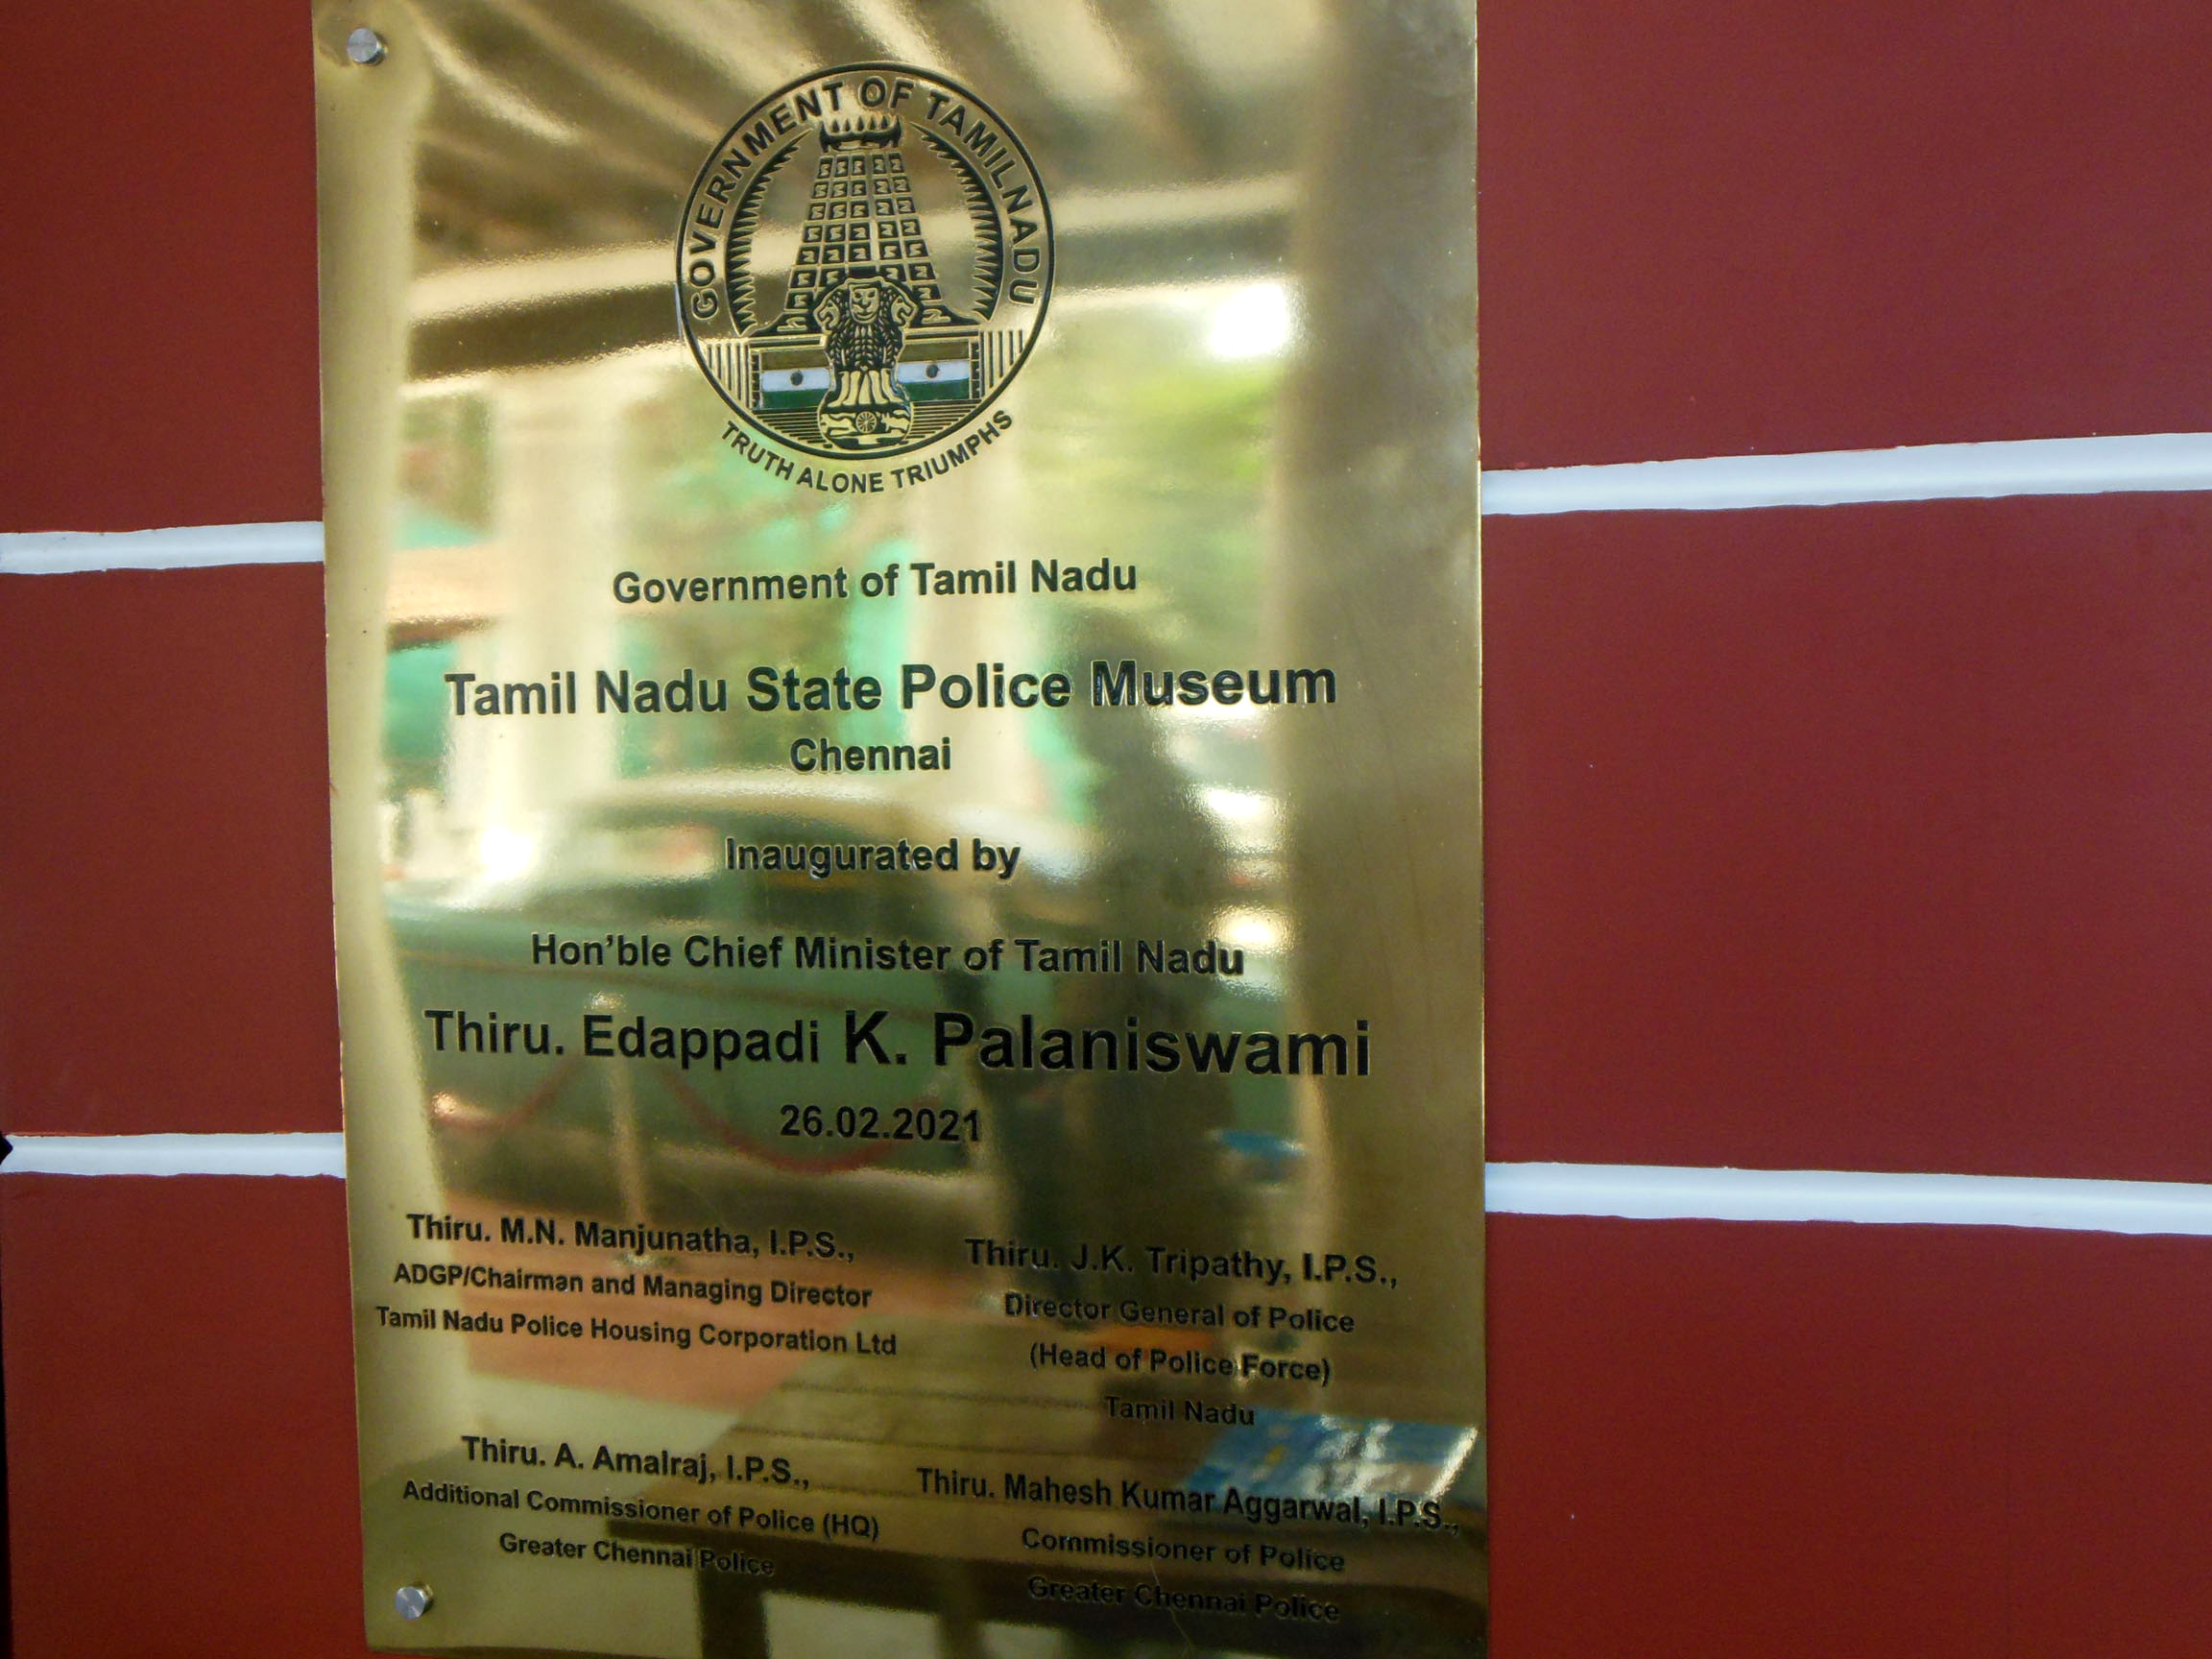 GOVERNMENT OF TAMILNADU
TRUTH ALONE TRIUMPHS
Government of Tamil Nadu
Tamil Nadu State Police Museum
Chennai
Inaugurated by
Hon'ble Chief Minister of Tamil Nadu
Thiru. Edappadi K. Palaniswami
26.02.2021
Thiru. M.N. Manjunatha, I.P.S.,
ADGP/Chairman and Managing Director
Tamil Nadu Police Housing Corporation Ltd
Thiru. J.K. Tripathy, I.P.S.,
Director General of Police
(Head of Police Force)
Tamil Nadu
Thiru. A. Amalraj, I.P.S.,
Additional Commissioner of Police (HQ)
Greater Chennai Police
Thiru. Mahesh Kumar Aggarwal, I.P.S.,
Commissioner of Police
Greater Chennai Police